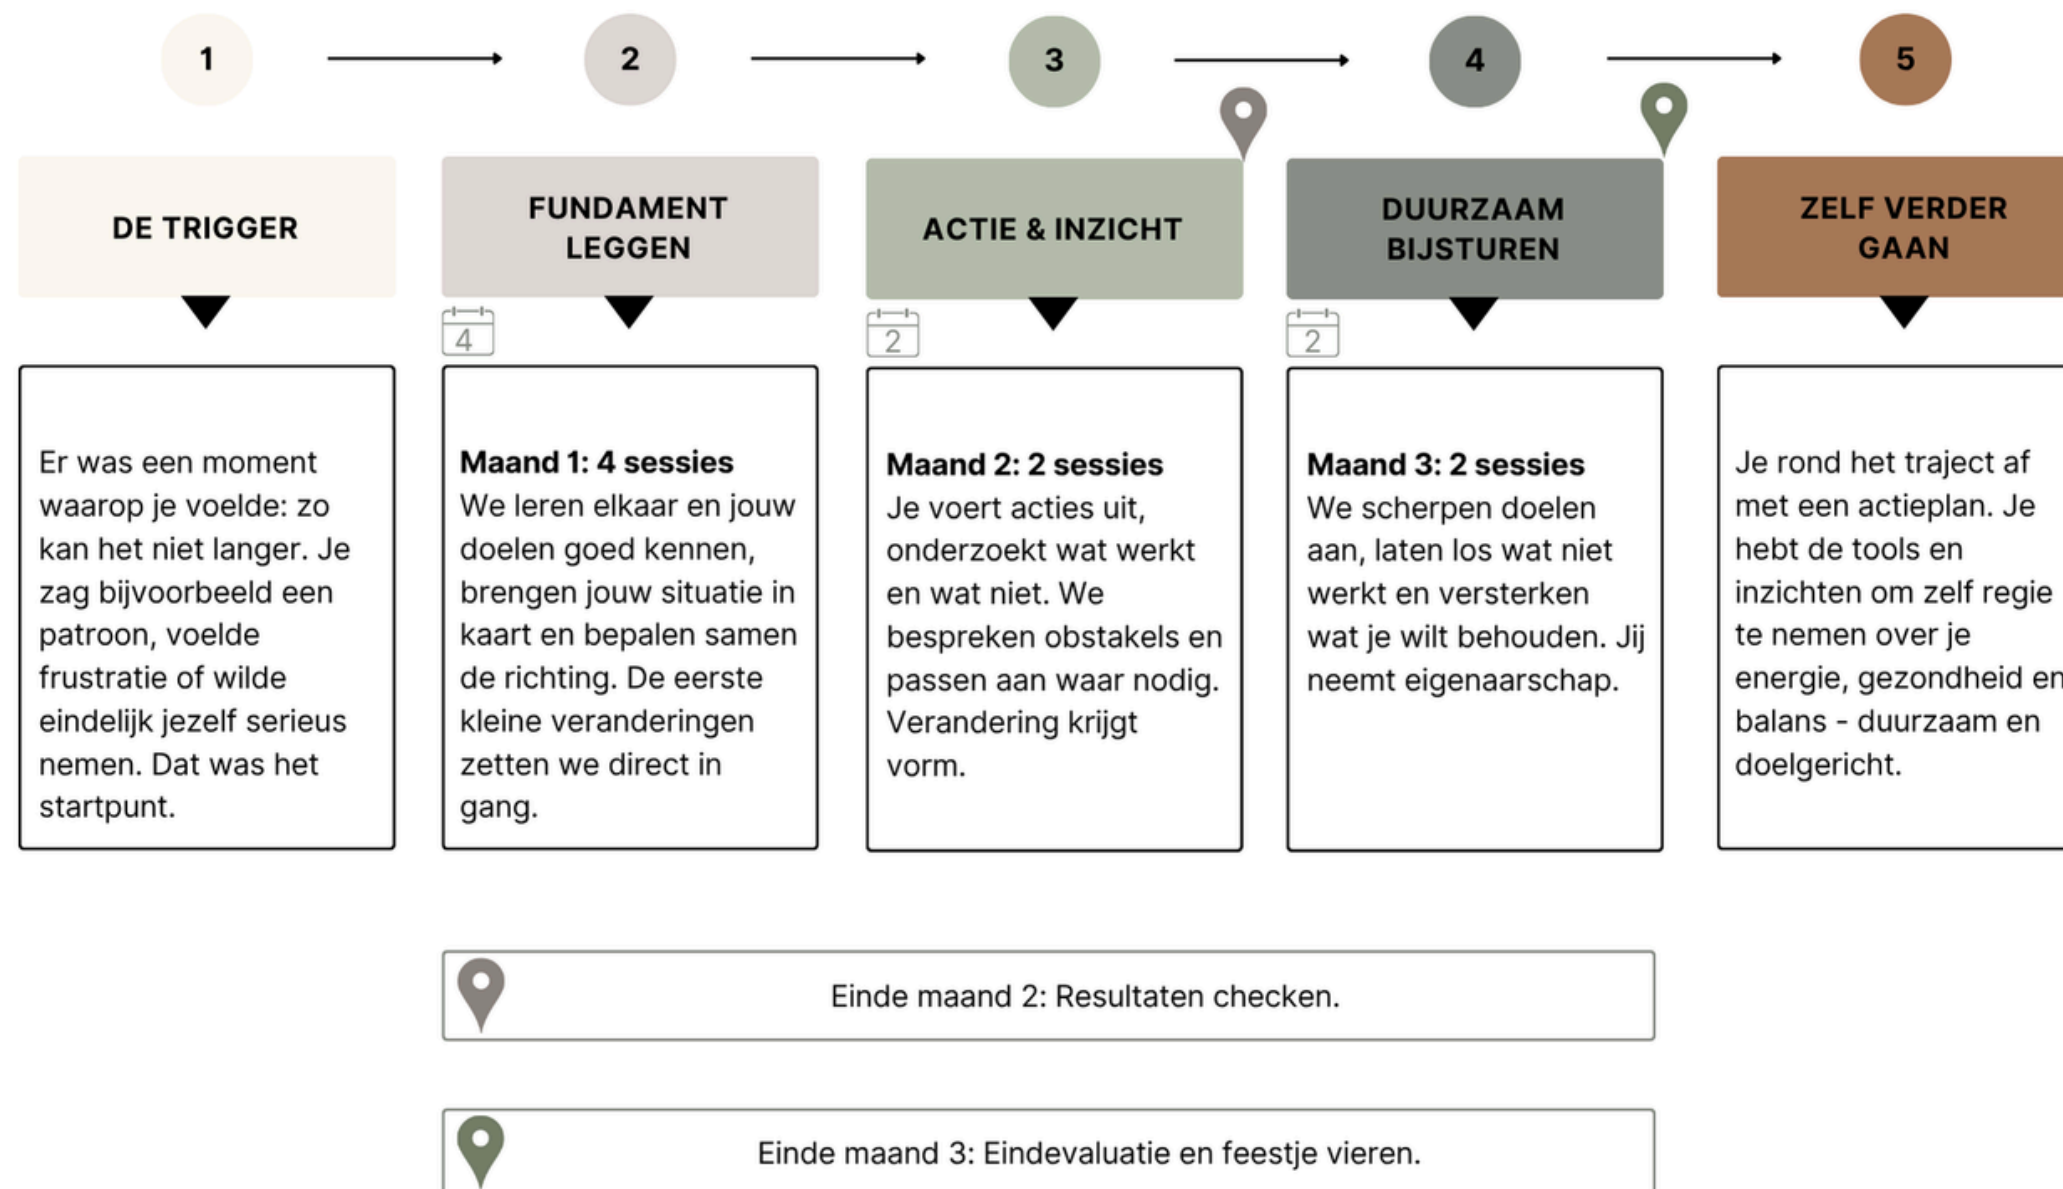 1
2
3
4
5
DE TRIGGER
FUNDAMENT
LEGGEN
ACTIE & INZICHT
DUURZAAM
BIJSTUREN
ZELF VERDER
GAAN
4
2
2
Er was een moment
waarop je voelde: zo
kan het niet langer. Je
zag bijvoorbeeld een
patroon, voelde
frustratie of wilde
eindelijk jezelf serieus
nemen. Dat was het
startpunt.
Maand 1: 4 sessies
We leren elkaar en jouw
doelen goed kennen,
brengen jouw situatie in
kaart en bepalen samen
de richting. De eerste
kleine veranderingen
zetten we direct in
gang.
Maand 2: 2 sessies
Je voert acties uit,
onderzoekt wat werkt
en wat niet. We
bespreken obstakels en
passen aan waar nodig.
Verandering krijgt
vorm.
Maand 3: 2 sessies
We scherpen doelen
aan, laten los wat niet
werkt en versterken
wat je wilt behouden. Jij
neemt eigenaarschap.
Je rond het traject af
met een actieplan. Je
hebt de tools en
inzichten om zelf regie
te nemen over je
energie, gezondheid en
balans - duurzaam en
doelgericht.
Einde maand 2: Resultaten checken.
Einde maand 3: Eindevaluatie en feestje vieren.